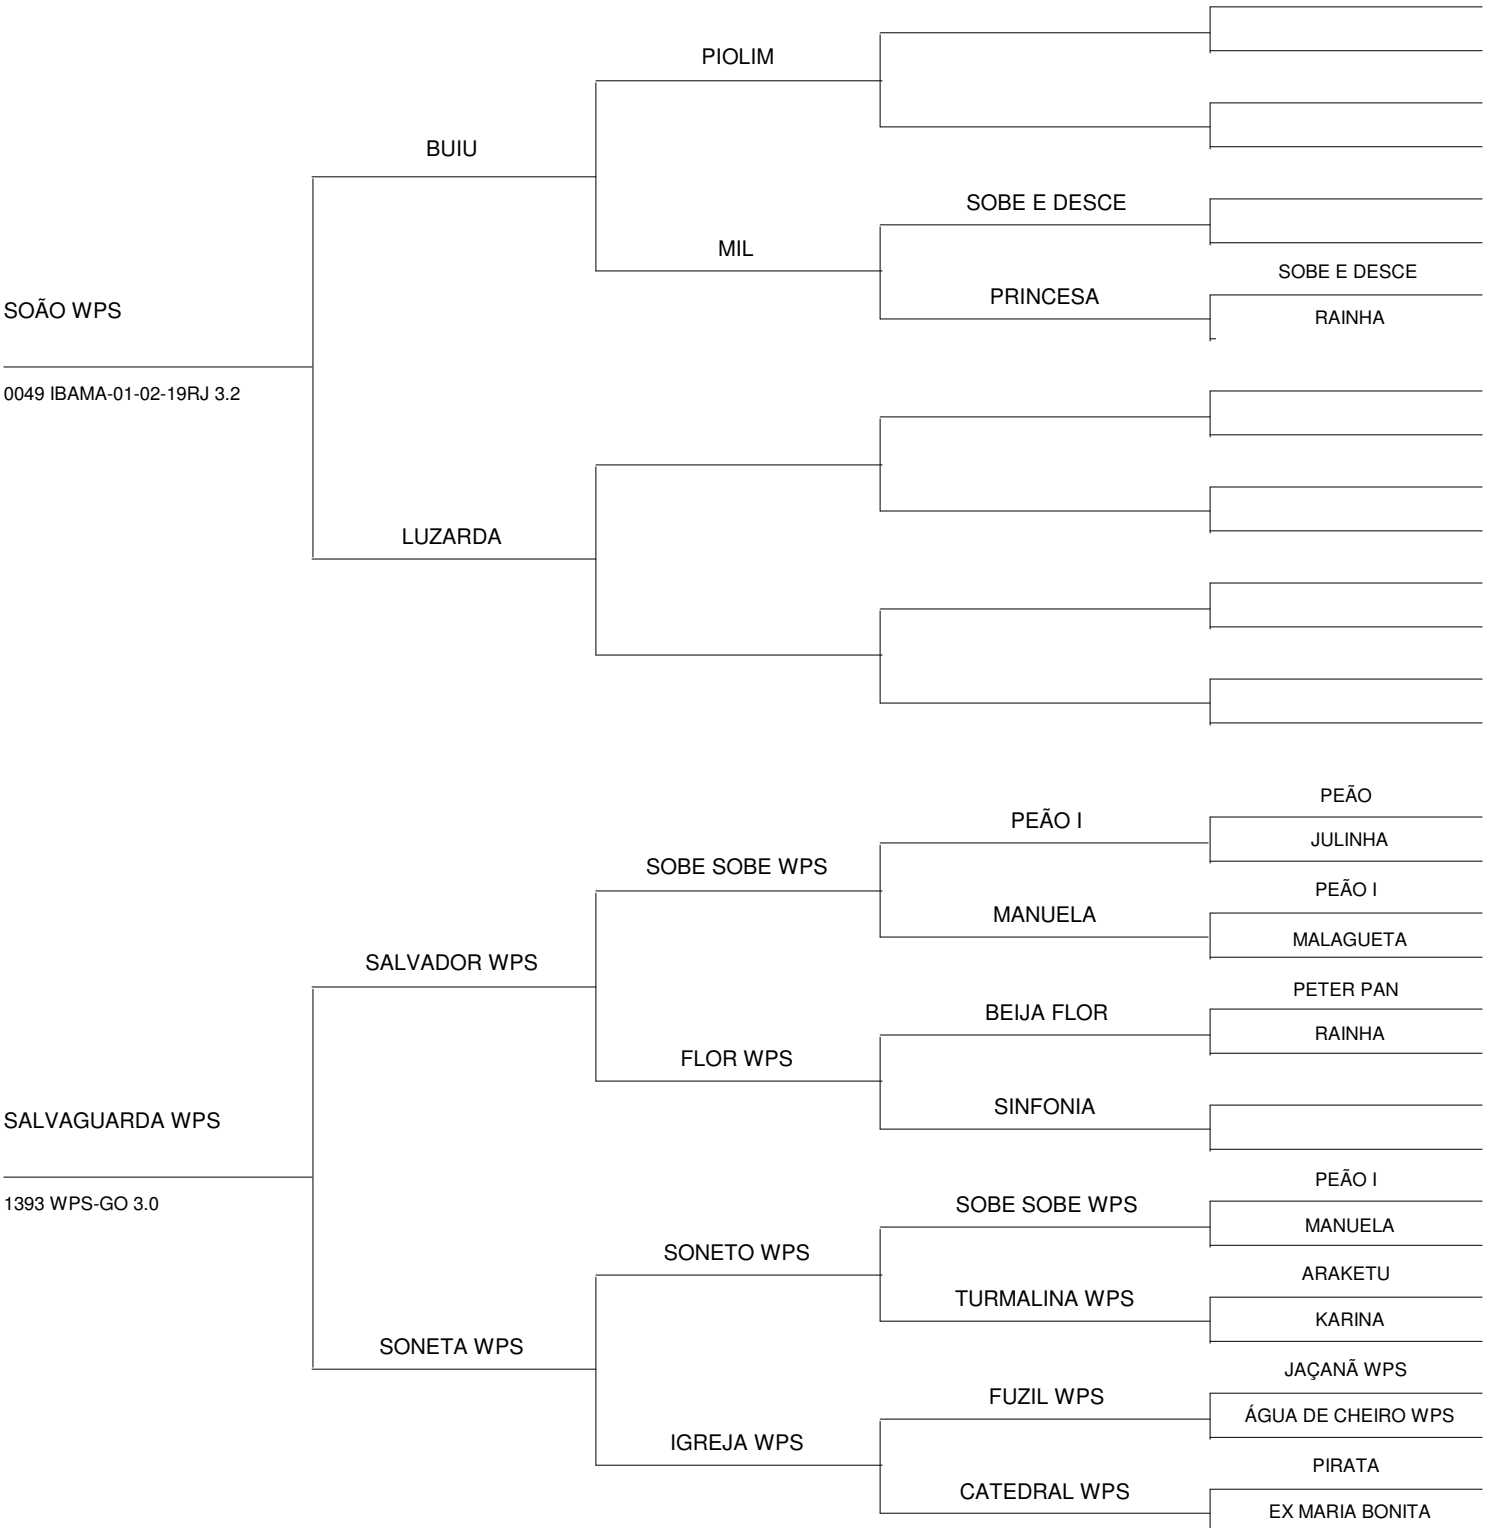 PIOLIM
BUIU
SOBE E DESCE
MIL
SOBE E DESCE
PRINCESA
RAINHA
SOÃO WPS
0049 IBAMA-01-02-19RJ 3.2
LUZARDA
PEÃO
PEÃO I
JULINHA
SOBE SOBE WPS
PEÃO I
MANUELA
MALAGUETA
SALVADOR WPS
PETER PAN
BEIJA FLOR
RAINHA
FLOR WPS
SINFONIA
SALVAGUARDA WPS
1393 WPS-GO 3.0
PEÃO I
SOBE SOBE WPS
MANUELA
SONETO WPS
ARAKETU
TURMALINA WPS
KARINA
SONETA WPS
JAÇANÃ WPS
FUZIL WPS
ÁGUA DE CHEIRO WPS
IGREJA WPS
PIRATA
CATEDRAL WPS
EX MARIA BONITA